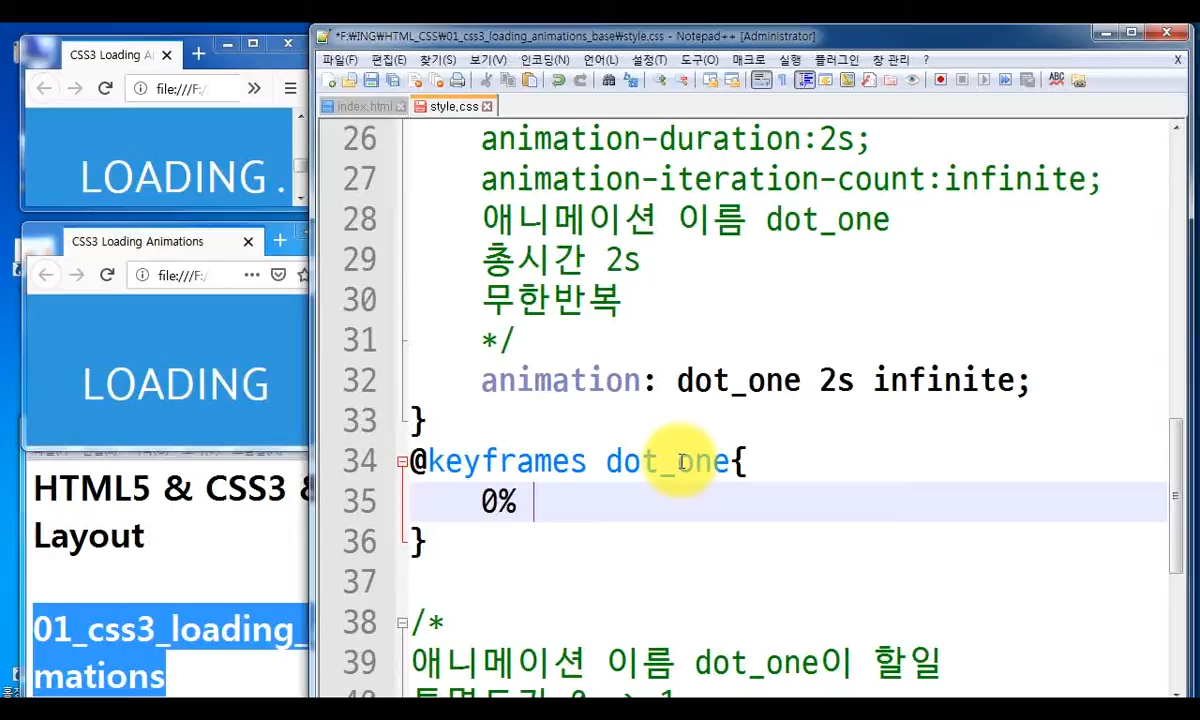 CSS3 Loading A
file:///F:
LOADING .
CSS3 Loading Animations
file:///F:/
LOADING
HTML5 & CSS3 &
Layout
01_css3_loading_
mations
*F:\ING\HTML_CSS\01_css3_loading_animations_base\style.css - Notepad++ [Administrator]
파일(F) 편집(E) 찾기(S) 보기(V) 인코딩(N) 언어(L) 설정(T) 도구(O) 매크로 실행 플러그인 창 관리 ? X
index.html style.css
26 animation-duration:2s;
27 animation-iteration-count:infinite;
28 애니메이션 이름 dot_one
29 총시간 2s
30 무한반복
31 */
32 animation: dot_one 2s infinite;
33 }
34 @keyframes dot_one{
35 0%
36 }
37
38 /*
39 애니메이션 이름 dot_one이 할일